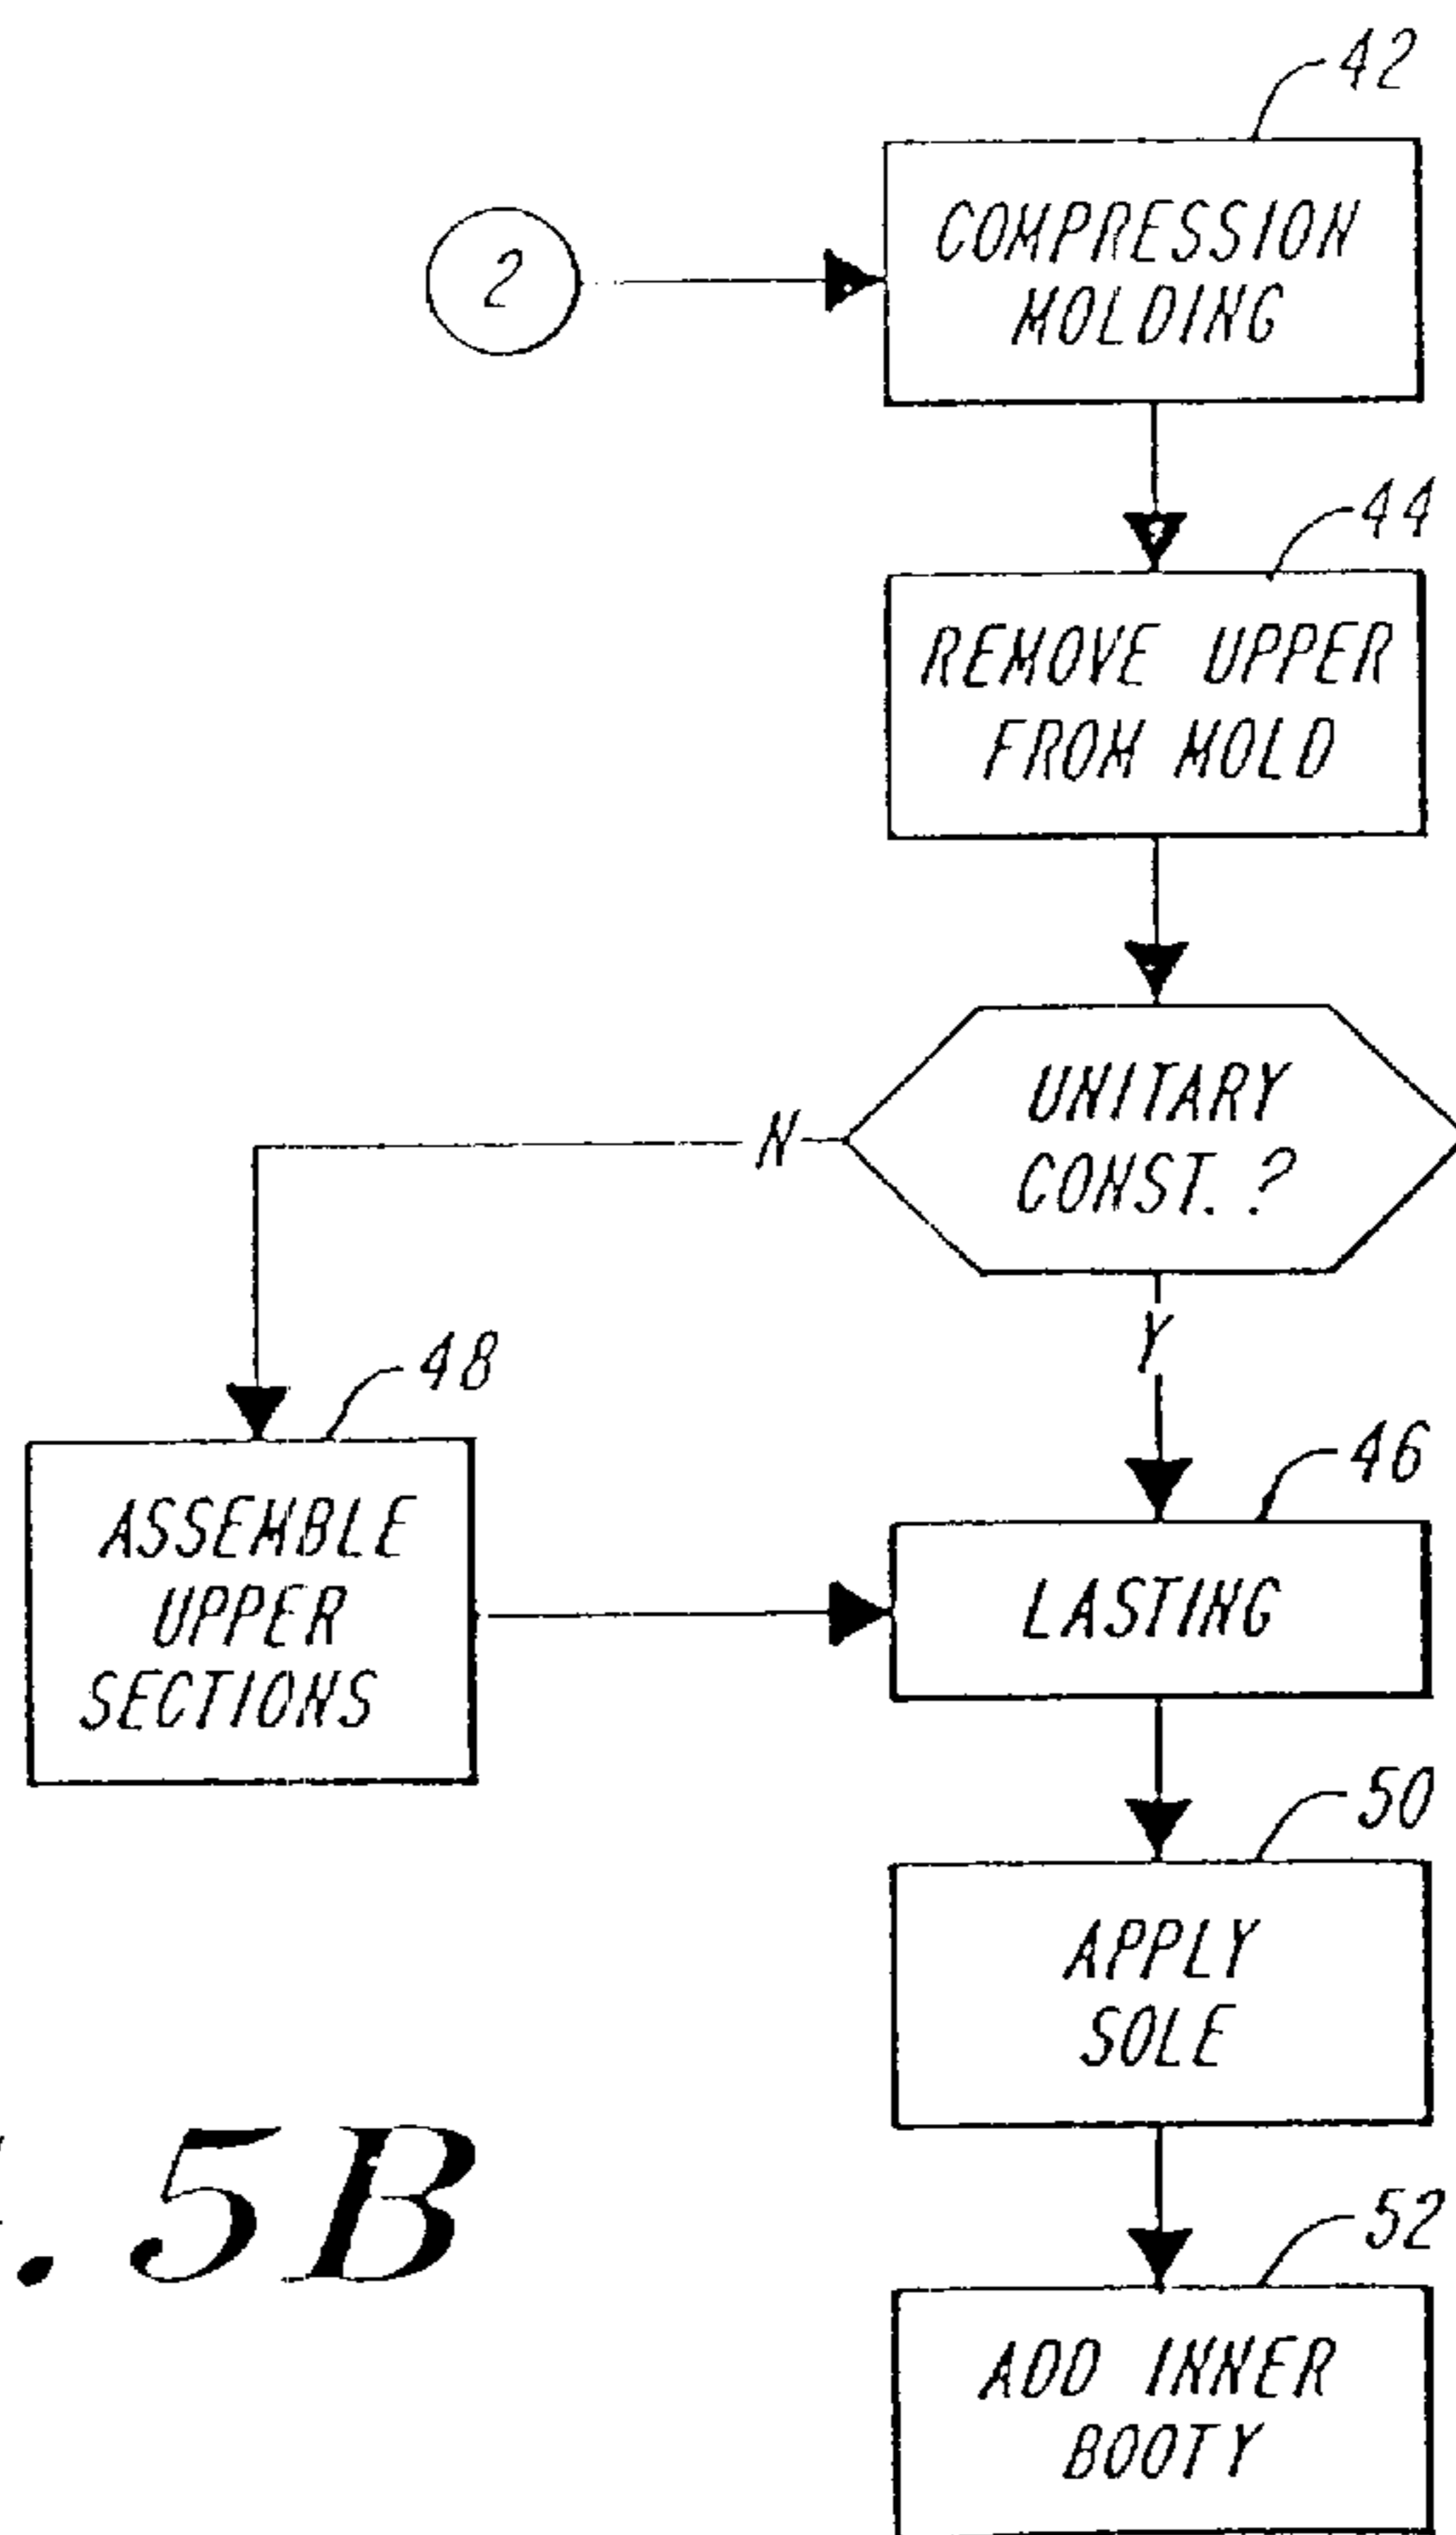 42
COMPRESSION
MOLDING
2
44
REMOVE UPPER
FROM MOLD
UNITARY
CONST. ?
N
Y
48
ASSEMBLE
UPPER
SECTIONS
46
LASTING
50
APPLY
SOLE
52
ADD INNER
BOOTY
. 5B